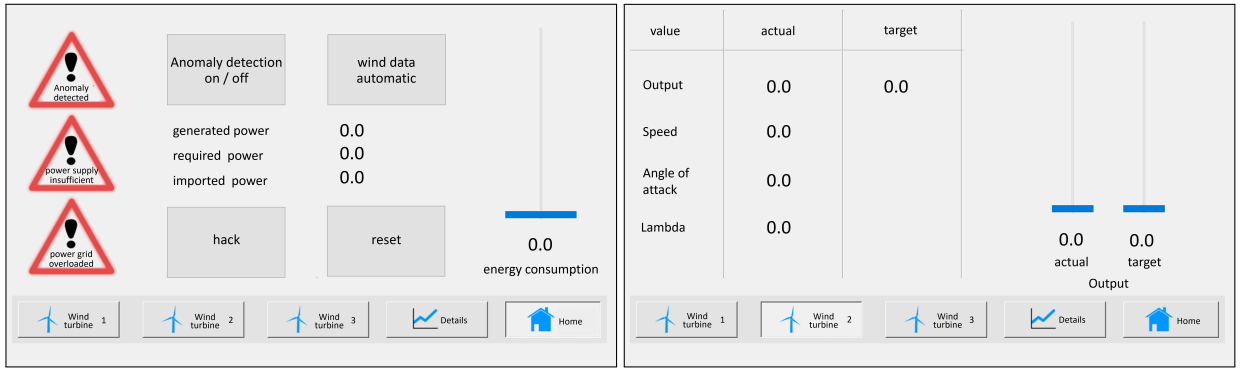 Anomaly
detected
Anomaly detection
on / off
wind data
automatic
generated power 0.0
required power 0.0
imported power 0.0
power supply
insufficient
power grid
overloaded
hack
reset
0.0
energy consumption
Wind
turbine 1
Wind
turbine 2
Wind
turbine 3
Details
Home
value actual target
Output 0.0 0.0
Speed 0.0
Angle of
attack 0.0
Lambda 0.0
0.0 0.0
actual target
Output
Wind
turbine 1
Wind
turbine 2
Wind
turbine 3
Details
Home